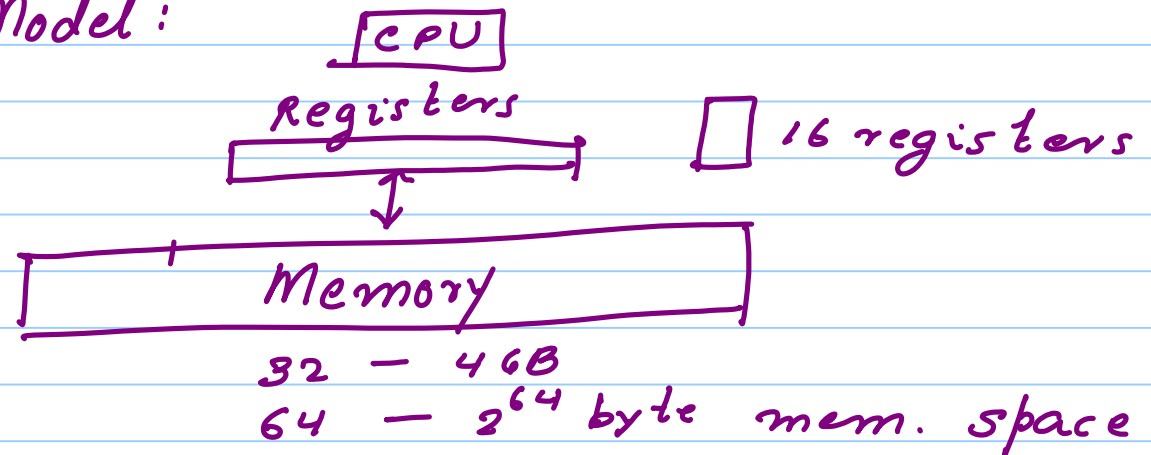 Model:
CPU
Registers
16 registers
Memory
32 - 4GB
64 - 2^64 byte mem. space